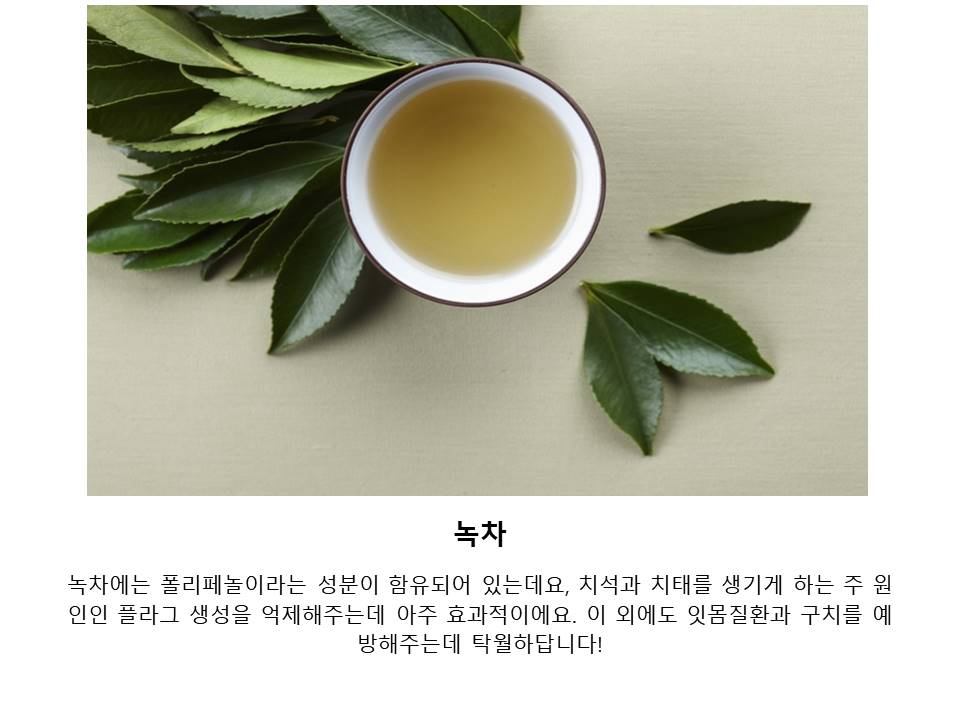 녹차
녹차에는 폴리페놀이라는 성분이 함유되어 있는데요, 치석과 치태를 생기게 하는 주 원
인인 플라그 생성을 억제해주는데 아주 효과적이에요. 이 외에도 잇몸질환과 구치를 예
방해주는데 탁월하답니다!